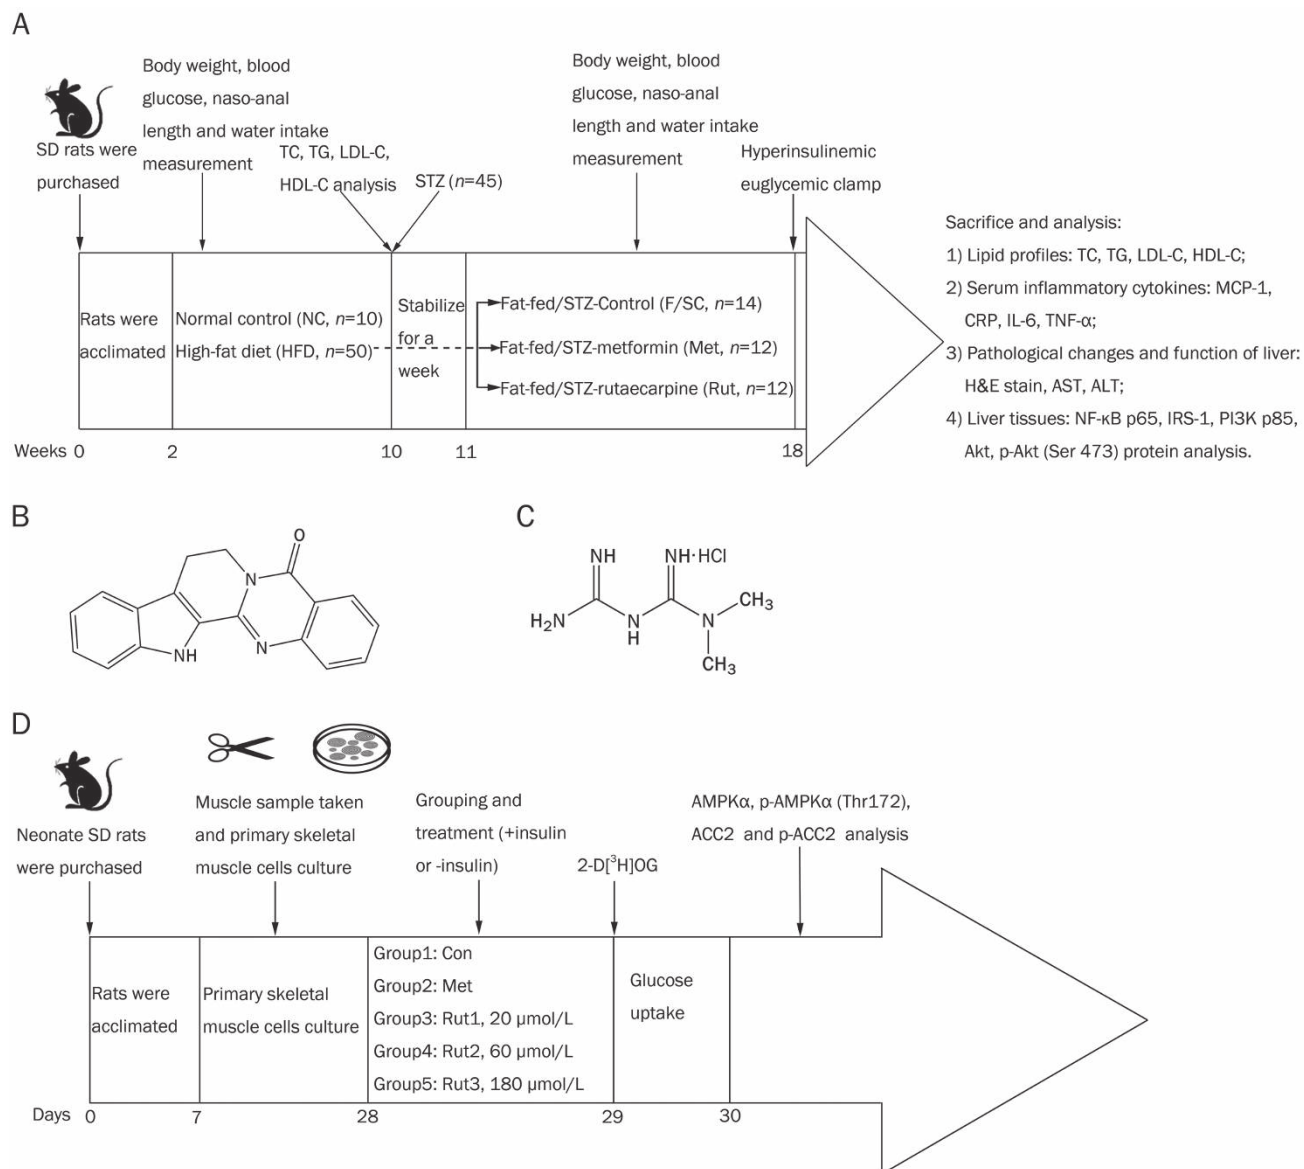 A
SD rats were
purchased
Body weight, blood
glucose, naso-anal
length and water intake
measurement
TC, TG, LDL-C,
HDL-C analysis
STZ (n=45)
Body weight, blood
glucose, naso-anal
length and water intake
measurement
Hyperinsulinemic
euglycemic clamp
Rats were
acclimated
Normal control (NC, n=10)
High-fat diet (HFD, n=50)
Stabilize
for a
week
Fat-fed/STZ-Control (F/SC, n=14)
Fat-fed/STZ-metformin (Met, n=12)
Fat-fed/STZ-rutaecarpine (Rut, n=12)
Weeks 0 2 10 11 18
Sacrifice and analysis:
1) Lipid profiles: TC, TG, LDL-C, HDL-C;
2) Serum inflammatory cytokines: MCP-1,
CRP, IL-6, TNF-α;
3) Pathological changes and function of liver:
H&E stain, AST, ALT;
4) Liver tissues: NF-κB p65, IRS-1, PI3K p85,
Akt, p-Akt (Ser 473) protein analysis.
B
O
N
N
NH
C
NH
NH·HCl
H₂N
N
H
N
CH₃
CH₃
D
Neonate SD rats
were purchased
Muscle sample taken
and primary skeletal
muscle cells culture
Grouping and
treatment (+insulin
or -insulin)
2-D[³H]OG
AMPKα, p-AMPKα (Thr172),
ACC2 and p-ACC2 analysis
Rats were
acclimated
Primary skeletal
muscle cells culture
Group1: Con
Group2: Met
Group3: Rut1, 20 μmol/L
Group4: Rut2, 60 μmol/L
Group5: Rut3, 180 μmol/L
Glucose
uptake
Days 0 7 28 29 30